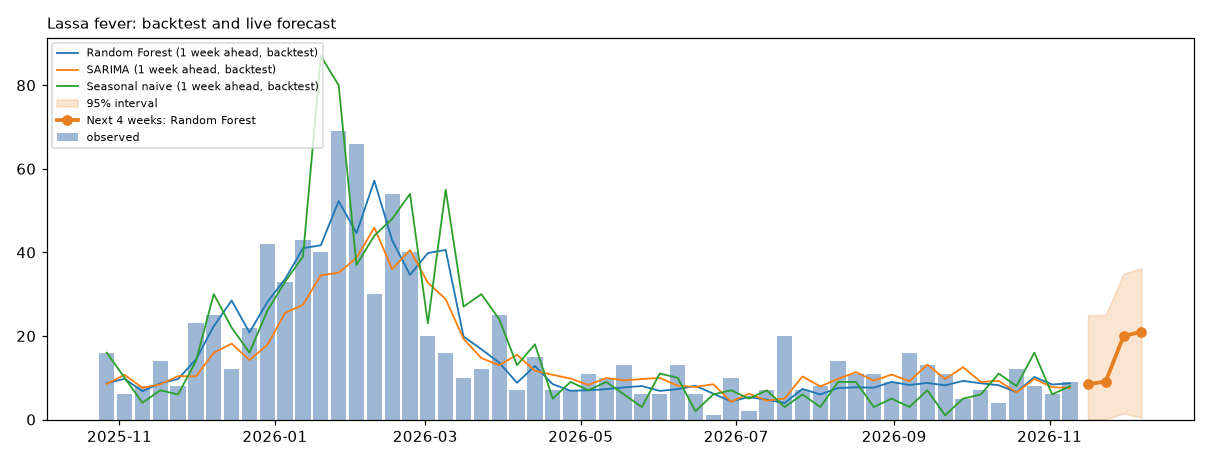 Lassa fever: backtest and live forecast
Random Forest (1 week ahead, backtest)
SARIMA (1 week ahead, backtest)
Seasonal naive (1 week ahead, backtest)
95% interval
Next 4 weeks: Random Forest
observed
80
60
40
20
0
2025-11 2026-01 2026-03 2026-05 2026-07 2026-09 2026-11